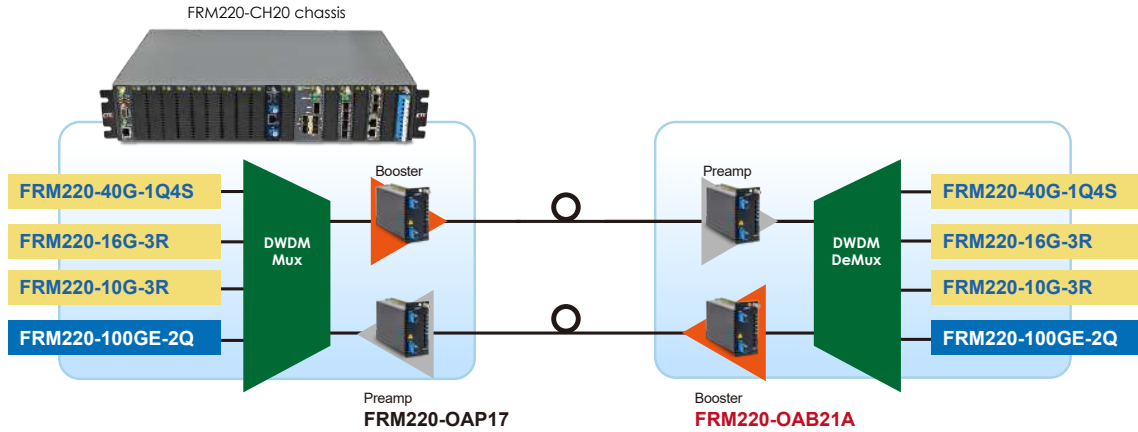 FRM220-CH20 chassis
Booster
Preamp
FRM220-40G-1Q4S
FRM220-16G-3R
FRM220-10G-3R
FRM220-100GE-2Q
DWDM
Mux
DWDM
DeMux
FRM220-40G-1Q4S
FRM220-16G-3R
FRM220-10G-3R
FRM220-100GE-2Q
Preamp
FRM220-OAP17
Booster
FRM220-OAB21A